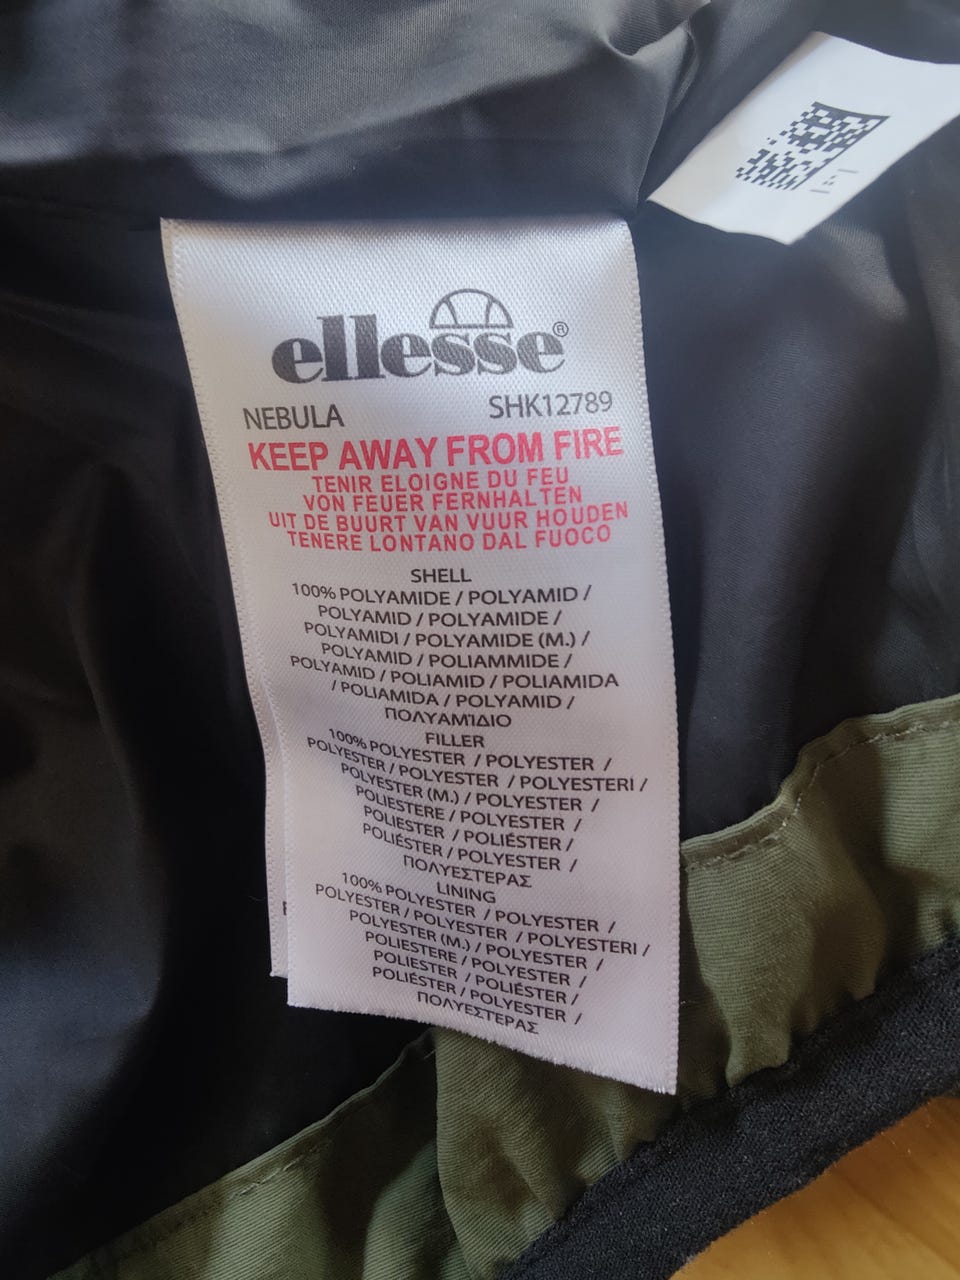 ellesse®
NEBULA SHK12789
KEEP AWAY FROM FIRE
TENIR ELOIGNE DU FEU
VON FEUER FERNHALTEN
UIT DE BUURT VAN VUUR HOUDEN
TENERE LONTANO DAL FUOCO
SHELL
100% POLYAMIDE / POLYAMID /
POLYAMID / POLYAMIDE /
POLYAMIDI / POLYAMIDE (M.) /
POLYAMID / POLIAMMIDE /
POLYAMID / POLIAMID / POLIAMIDA
/ POLIAMIDA / POLYAMID /
ΠΟΛΥΑΜΊΔΙΟ
FILLER
100% POLYESTER / POLYESTER /
POLYESTER / POLYESTER / POLYESTERI /
POLYESTER (M.) / POLYESTER /
POLIESTERE / POLYESTER /
POLIESTER / POLIÉSTER /
POLIÉSTER / POLYESTER /
ΠΟΛΥΕΣΤΕΡΑΣ
LINING
100% POLYESTER / POLYESTER /
POLYESTER / POLYESTER / POLYESTERI /
POLYESTER (M.) / POLYESTER /
POLIESTERE / POLYESTER /
POLIESTER / POLIÉSTER /
POLIÉSTER / POLYESTER /
ΠΟΛΥΕΣΤΕΡΑΣ